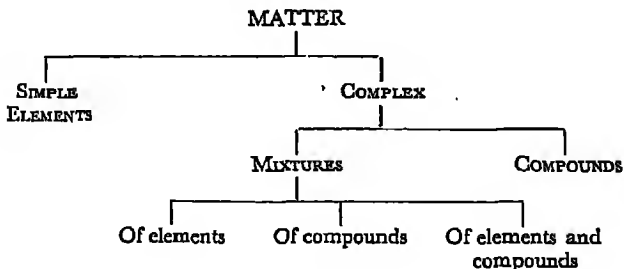 MATTER
SIMPLE COMPLEX
ELEMENTS
MIXTURES COMPOUNDS
Of elements Of compounds Of elements and
compounds